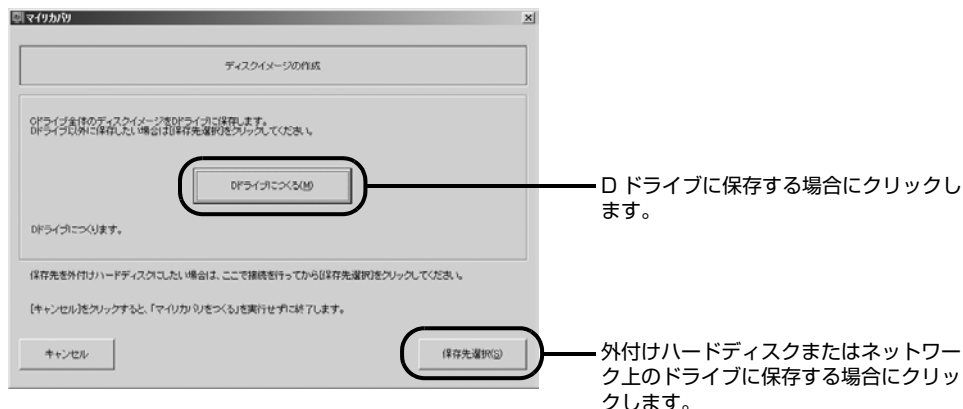 マイリカバリ
ディスクイメージの作成
Cドライブ全体のディスクイメージをDドライブに保存します。
Dドライブ以外に保存したい場合は[保存先選択]をクリックしてください。
Dドライブにつくる(M)
D ドライブに保存する場合にクリックし
ます。
Dドライブにつくります。
保存先を外付けハードディスクにしたい場合は、ここで接続を行ってから[保存先選択]をクリックしてください。
[キャンセル]をクリックすると、「マイリカバリをつくる」を実行せずに終了します。
キャンセル
保存先選択(S)
外付けハードディスクまたはネットワー
ク上のドライブに保存する場合にクリッ
クします。